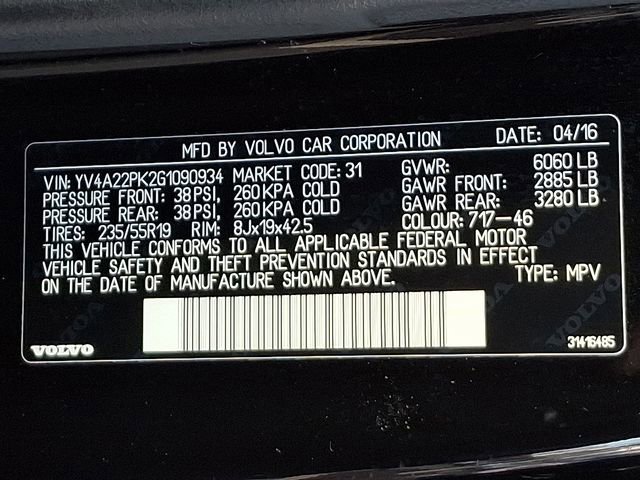 MFD BY VOLVO CAR CORPORATION DATE: 04/16
VIN: YV4A22PK2G1090934 MARKET CODE: 31 GVWR: 6060 LB
PRESSURE FRONT: 38 PSI, 260 KPA COLD GAWR FRONT: 2885 LB
PRESSURE REAR: 38 PSI, 260 KPA COLD GAWR REAR: 3280 LB
TIRES: 235/55R19 RIM: 8Jx19x42.5 COLOUR: 717-46
THIS VEHICLE CONFORMS TO ALL APPLICABLE FEDERAL MOTOR
VEHICLE SAFETY AND THEFT PREVENTION STANDARDS IN EFFECT
ON THE DATE OF MANUFACTURE SHOWN ABOVE. TYPE: MPV
VOLVO 31416485